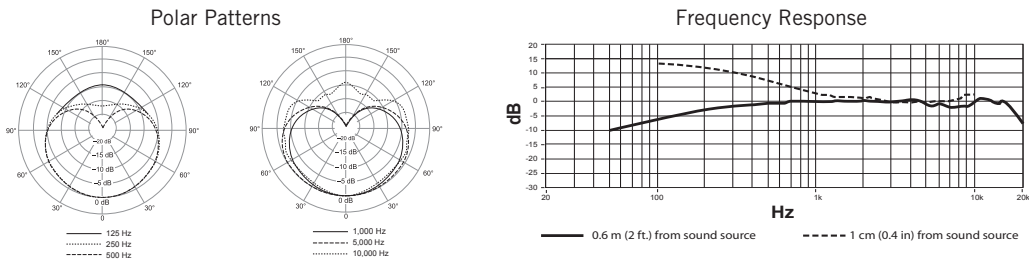 Polar Patterns
180°
150° 150°
120° 120°
90° 90°
60° 60°
30° 30°
0
–20 dB
–15 dB
–10 dB
–5 dB
0 dB
125 Hz
250 Hz
500 Hz
180°
150° 150°
120° 120°
90° 90°
60° 60°
30° 30°
0
–20 dB
–15 dB
–10 dB
–5 dB
0 dB
1,000 Hz
5,000 Hz
10,000 Hz
Frequency Response
dB
20
15
10
5
0
-5
-10
-15
-20
-25
-30
20 100 1k 10k 20k
Hz
0.6 m (2 ft.) from sound source
1 cm (0.4 in) from sound source